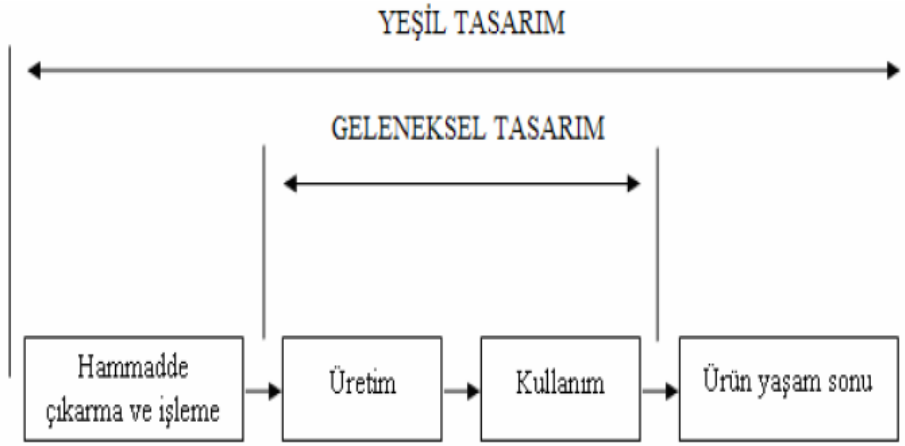 YEŞİL TASARIM
GELENEKSEL TASARIM
Hammadde
çıkarma ve işleme
Üretim
Kullanım
Ürün yaşam sonu